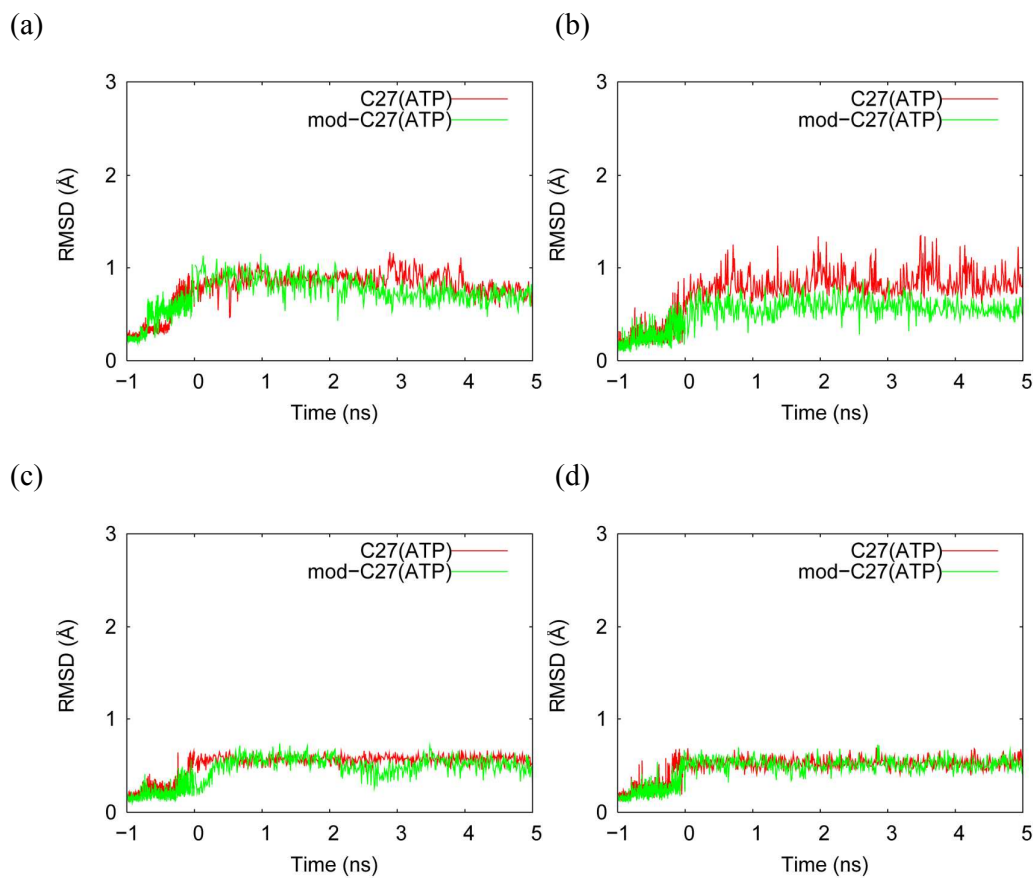 (a)
3
2
1
0
RMSD (Å)
C27(ATP)
mod−C27(ATP)
−1 0 1 2 3 4 5
Time (ns)
(b)
3
2
1
0
RMSD (Å)
C27(ATP)
mod−C27(ATP)
−1 0 1 2 3 4 5
Time (ns)
(c)
3
2
1
0
RMSD (Å)
C27(ATP)
mod−C27(ATP)
−1 0 1 2 3 4 5
Time (ns)
(d)
3
2
1
0
RMSD (Å)
C27(ATP)
mod−C27(ATP)
−1 0 1 2 3 4 5
Time (ns)